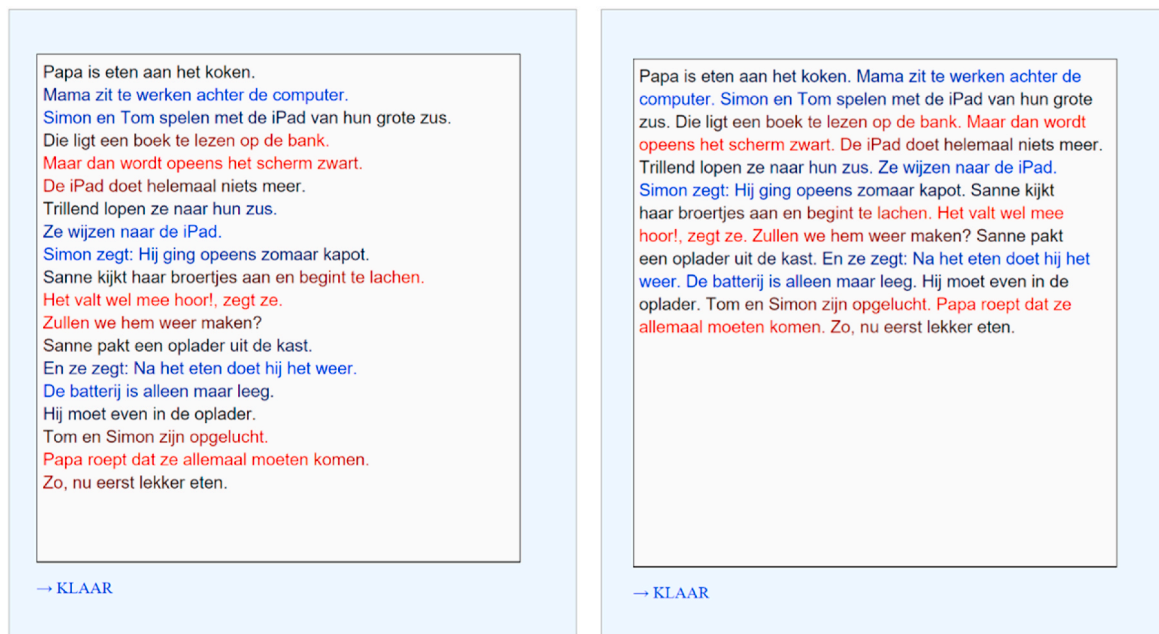 Papa is eten aan het koken.
Mama zit te werken achter de computer.
Simon en Tom spelen met de iPad van hun grote zus.
Die ligt een boek te lezen op de bank.
Maar dan wordt opeens het scherm zwart.
De iPad doet helemaal niets meer.
Trillend lopen ze naar hun zus.
Ze wijzen naar de iPad.
Simon zegt: Hij ging opeens zomaar kapot.
Sanne kijkt haar broertjes aan en begint te lachen.
Het valt wel mee hoor!, zegt ze.
Zullen we hem weer maken?
Sanne pakt een oplader uit de kast.
En ze zegt: Na het eten doet hij het weer.
De batterij is alleen maar leeg.
Hij moet even in de oplader.
Tom en Simon zijn opgelucht.
Papa roept dat ze allemaal moeten komen.
Zo, nu eerst lekker eten.
→ KLAAR
Papa is eten aan het koken. Mama zit te werken achter de
computer. Simon en Tom spelen met de iPad van hun grote
zus. Die ligt een boek te lezen op de bank. Maar dan wordt
opeens het scherm zwart. De iPad doet helemaal niets meer.
Trillend lopen ze naar hun zus. Ze wijzen naar de iPad.
Simon zegt: Hij ging opeens zomaar kapot. Sanne kijkt
haar broertjes aan en begint te lachen. Het valt wel mee
hoor!, zegt ze. Zullen we hem weer maken? Sanne pakt
een oplader uit de kast. En ze zegt: Na het eten doet hij het
weer. De batterij is alleen maar leeg. Hij moet even in de
oplader. Tom en Simon zijn opgelucht. Papa roept dat ze
allemaal moeten komen. Zo, nu eerst lekker eten.
→ KLAAR